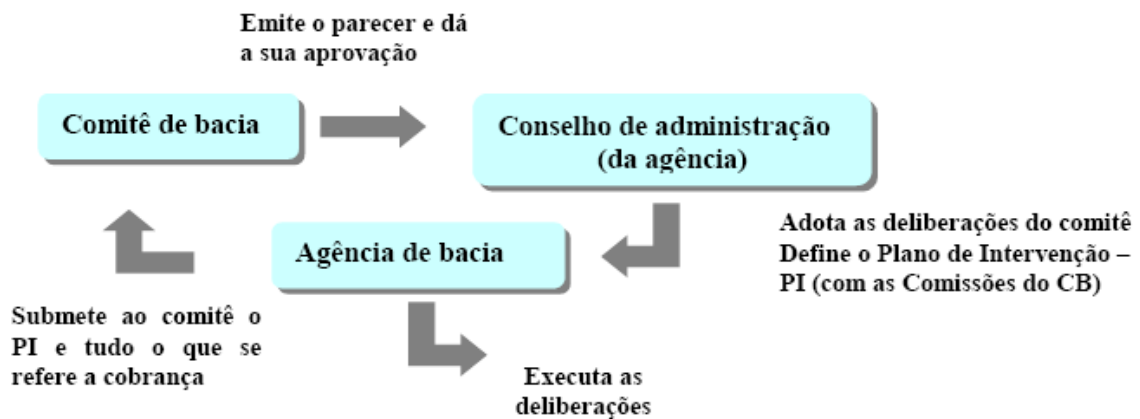 Emite o parecer e dá
a sua aprovação
Comitê de bacia
Conselho de administração
(da agência)
Adota as deliberações do comitê
Define o Plano de Intervenção –
PI (com as Comissões do CB)
Agência de bacia
Submete ao comitê o
PI e tudo o que se
refere a cobrança
Executa as
deliberações